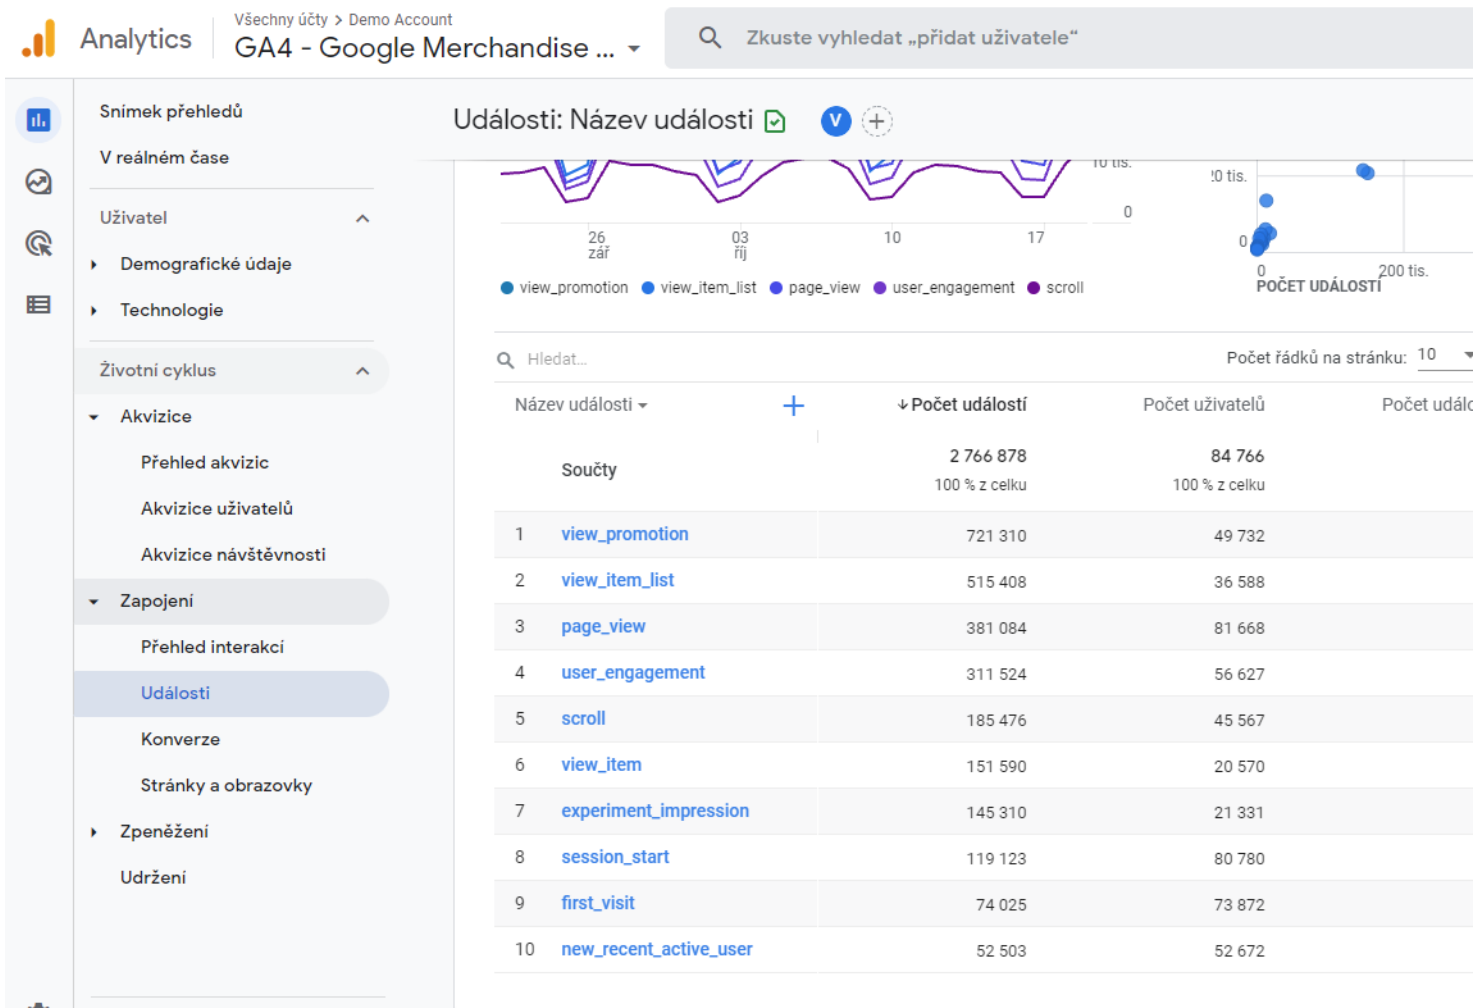 Všechny účty > Demo Account
Analytics
GA4 - Google Merchandise ...
Zkuste vyhledat „přidat uživatele“
Snímek přehledů
V reálném čase
Uživatel
Demografické údaje
Technologie
Životní cyklus
Akvizice
Přehled akvizic
Akvizice uživatelů
Akvizice návštěvnosti
Zapojení
Přehled interakcí
Události
Konverze
Stránky a obrazovky
Zpeněžení
Udržení
Události: Název události
V
10 tis.
0
26
zář
03
říj
10
17
view_promotion view_item_list page_view user_engagement scroll
20 tis.
0
0
200 tis.
POČET UDÁLOSTÍ
Hledat...
Počet řádků na stránku: 10
Název události + ↓ Počet událostí Počet uživatelů Počet
Součty 2 766 878 84 766
100 % z celku 100 % z celku
1 view_promotion 721 310 49 732
2 view_item_list 515 408 36 588
3 page_view 381 084 81 668
4 user_engagement 311 524 56 627
5 scroll 185 476 45 567
6 view_item 151 590 20 570
7 experiment_impression 145 310 21 331
8 session_start 119 123 80 780
9 first_visit 74 025 73 872
10 new_recent_active_user 52 503 52 672